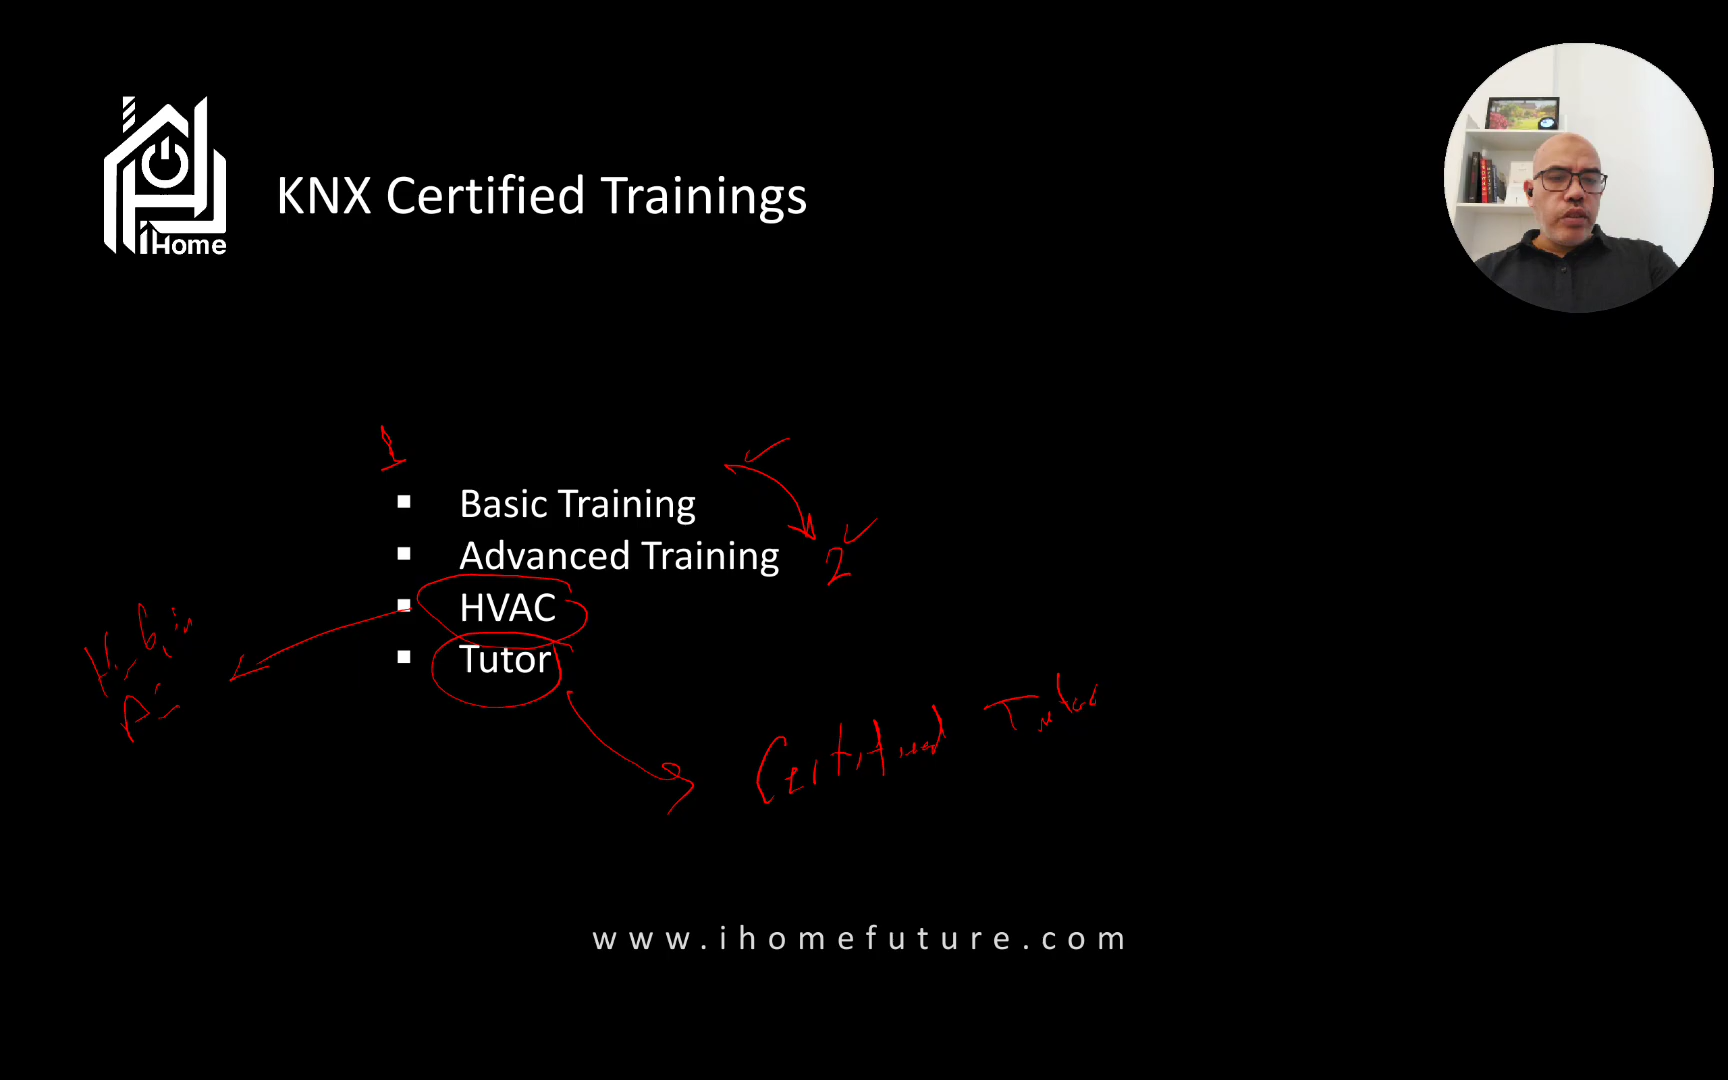 iHome
KNX Certified Trainings
1
Basic Training
Advanced Training
2
HVAC
Tutor
Certified Tutor
www.ihomefuture.com